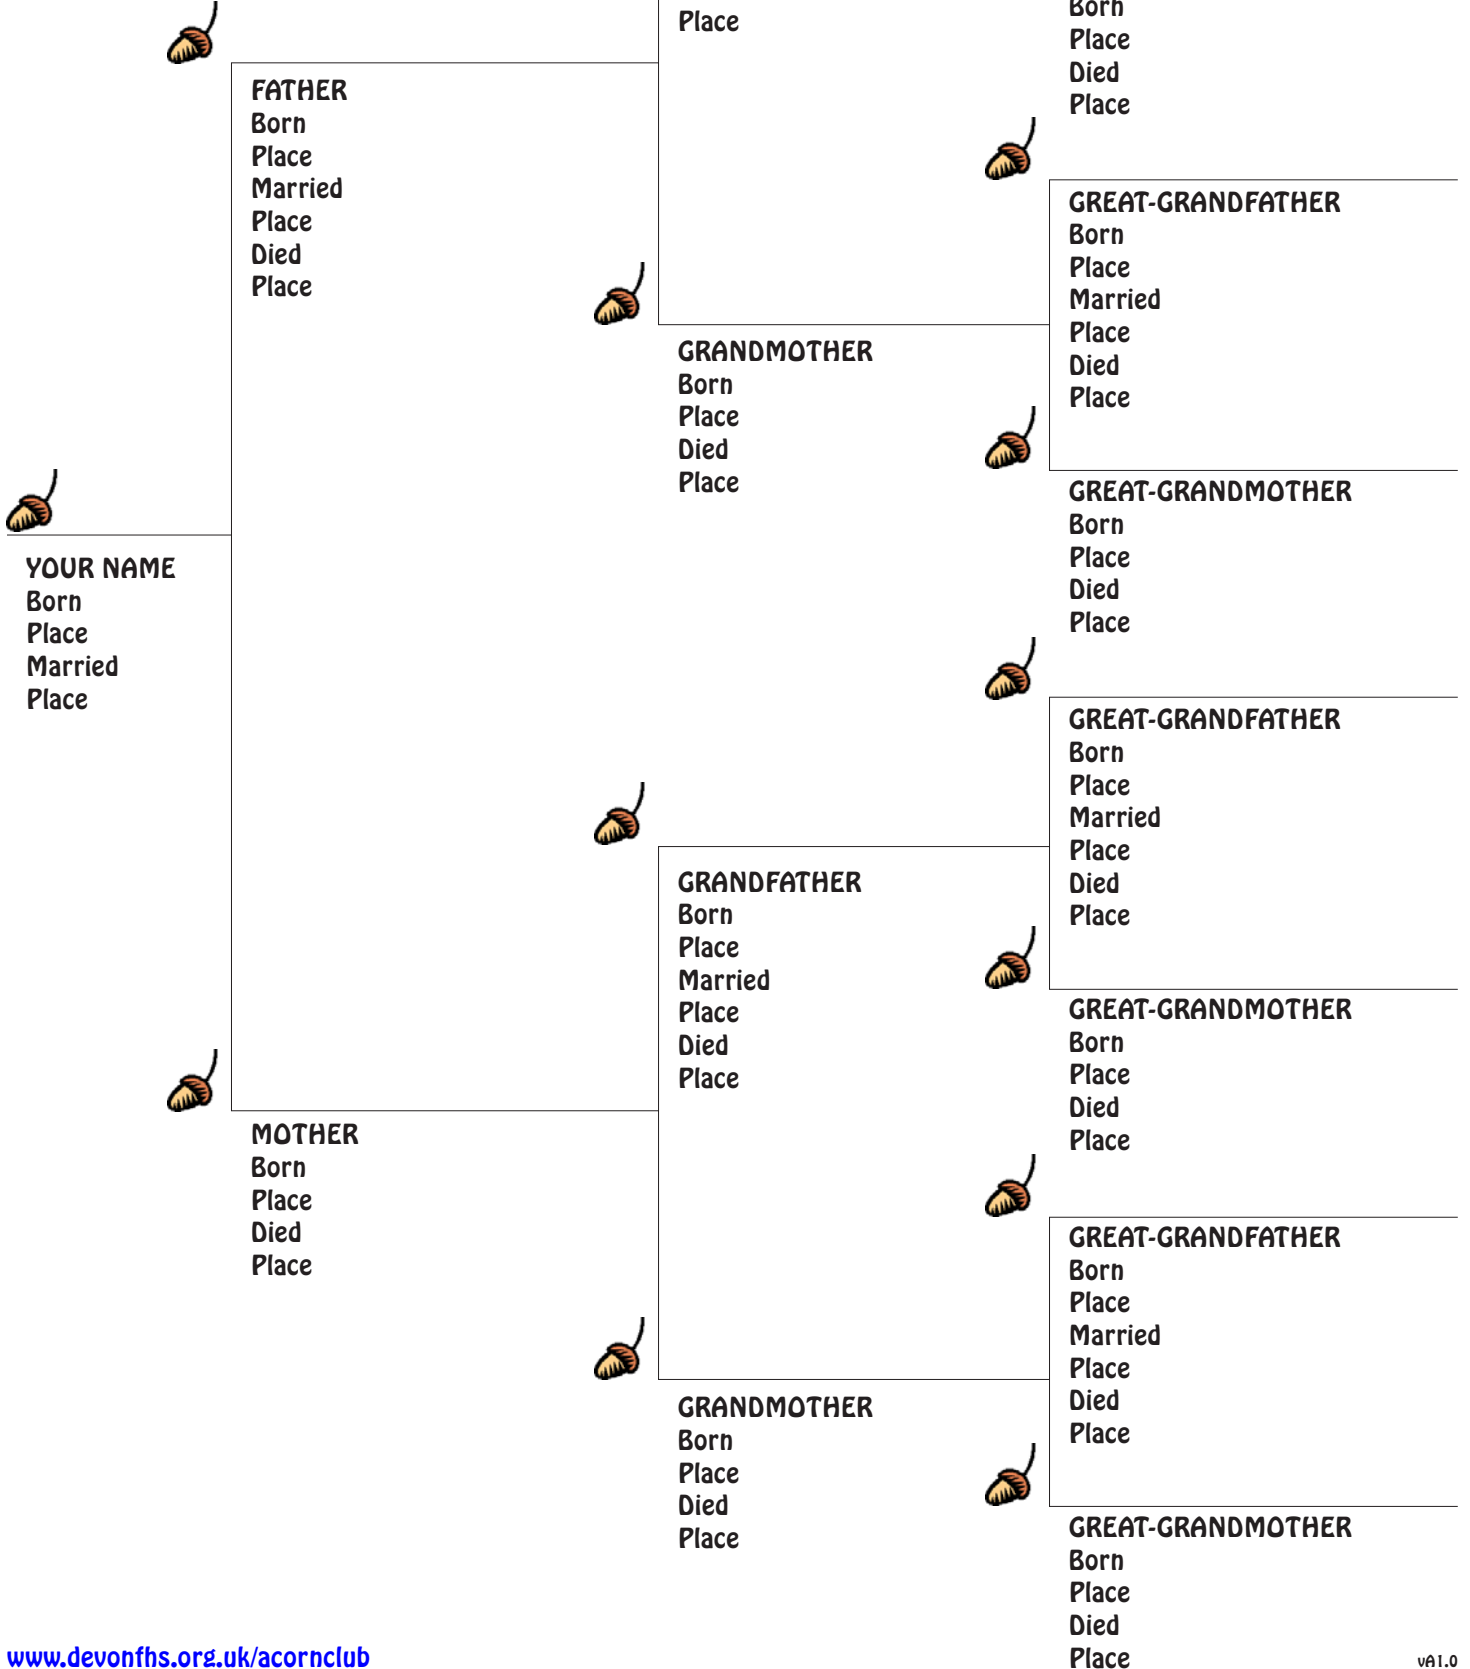 Place
Born
Place
Died
Place
FATHER
Born
Place
Married
Place
Died
Place
GREAT-GRANDFATHER
Born
Place
Married
Place
Died
Place
GRANDMOTHER
Born
Place
Died
Place
GREAT-GRANDMOTHER
Born
Place
Died
Place
YOUR NAME
Born
Place
Married
Place
GREAT-GRANDFATHER
Born
Place
Married
Place
Died
Place
GRANDFATHER
Born
Place
Married
Place
Died
Place
GREAT-GRANDMOTHER
Born
Place
Died
Place
MOTHER
Born
Place
Died
Place
GREAT-GRANDFATHER
Born
Place
Married
Place
Died
Place
GRANDMOTHER
Born
Place
Died
Place
GREAT-GRANDMOTHER
Born
Place
Died
Place
www.devonfhs.org.uk/acornclub
vA1.0